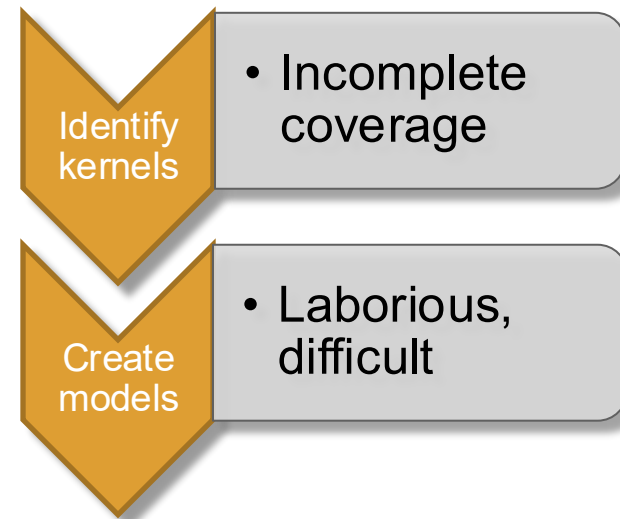 Identify
kernels
• Incomplete
coverage
Create
models
• Laborious,
difficult